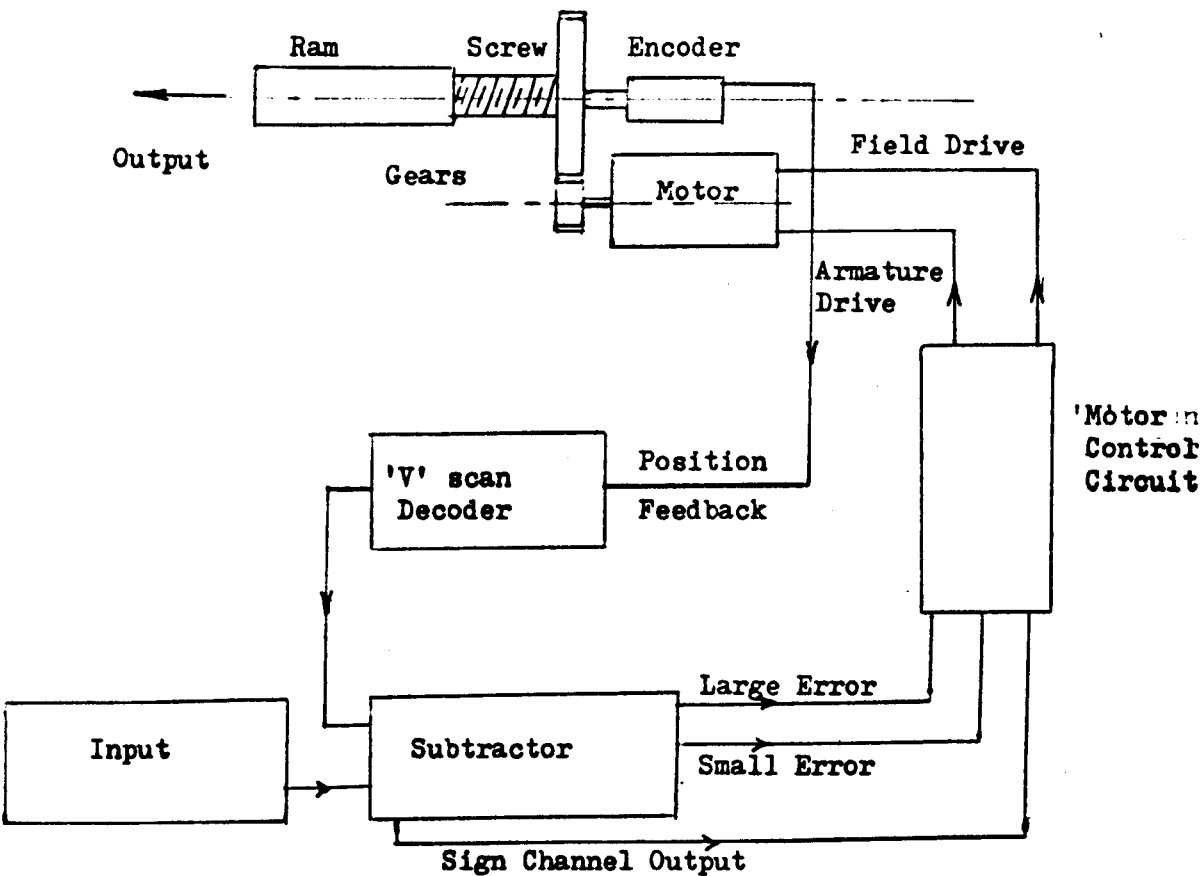 Ram
Screw
Encoder
Output
Gears
Motor
Field Drive
Armature
Drive
'Motor
Control
Circuit
'V' scan
Decoder
Position
Feedback
Input
Subtractor
Large Error
Small Error
Sign Channel Output